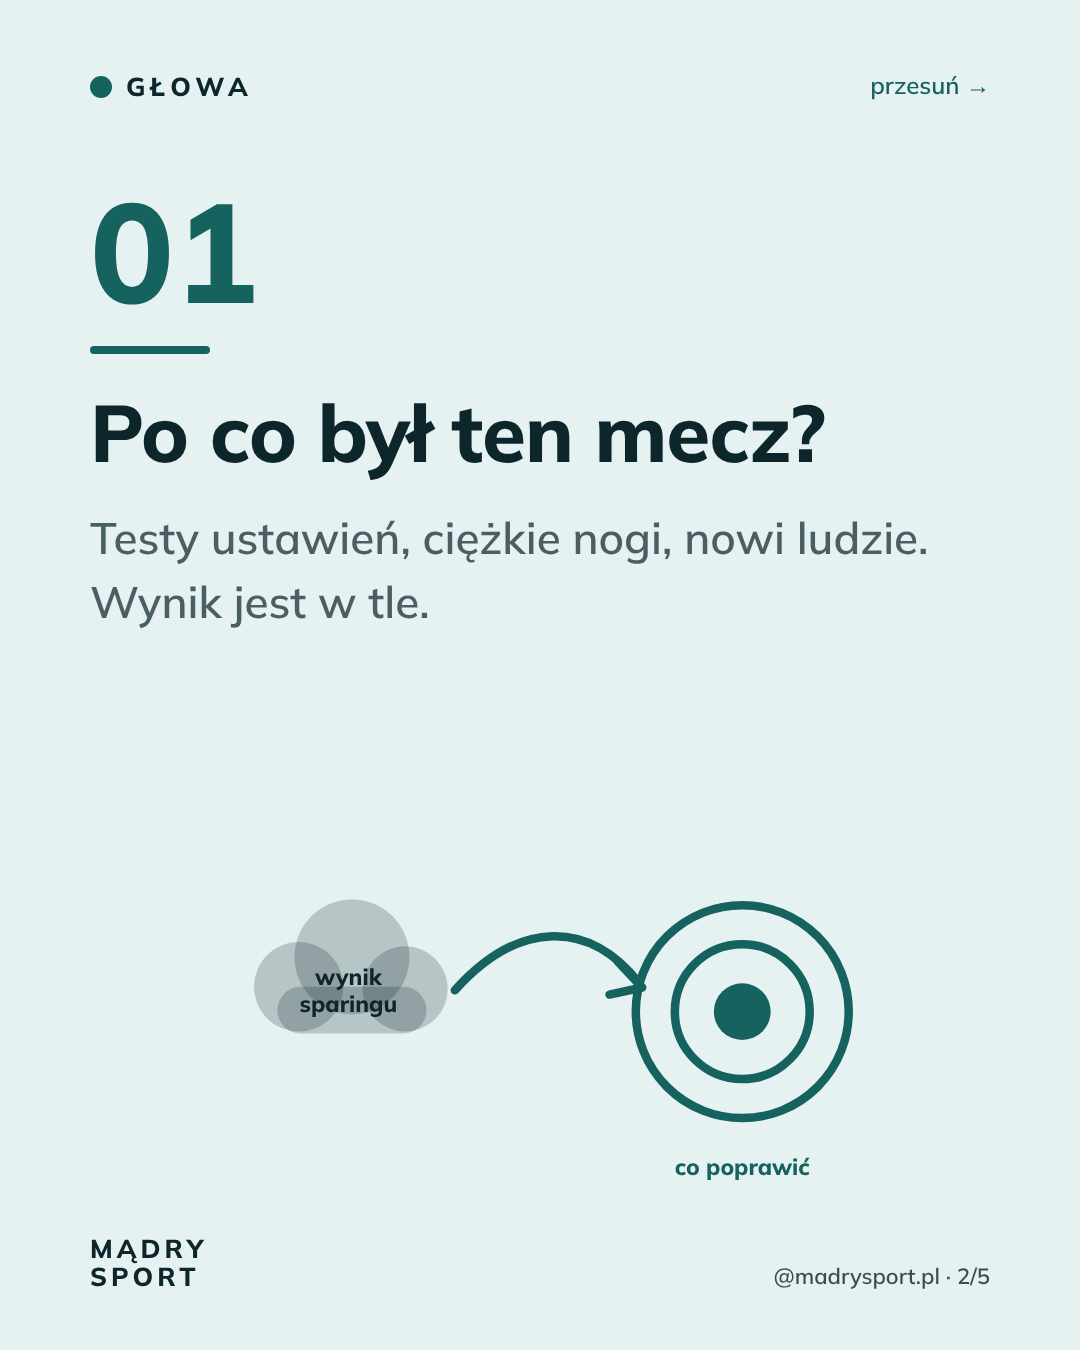 GŁOWA
przesuń →
01
Po co był ten mecz?
Testy ustawień, ciężkie nogi, nowi ludzie.
Wynik jest w tle.
wynik
sparingu
co poprawić
MĄDRY
SPORT
@madrysport.pl · 2/5